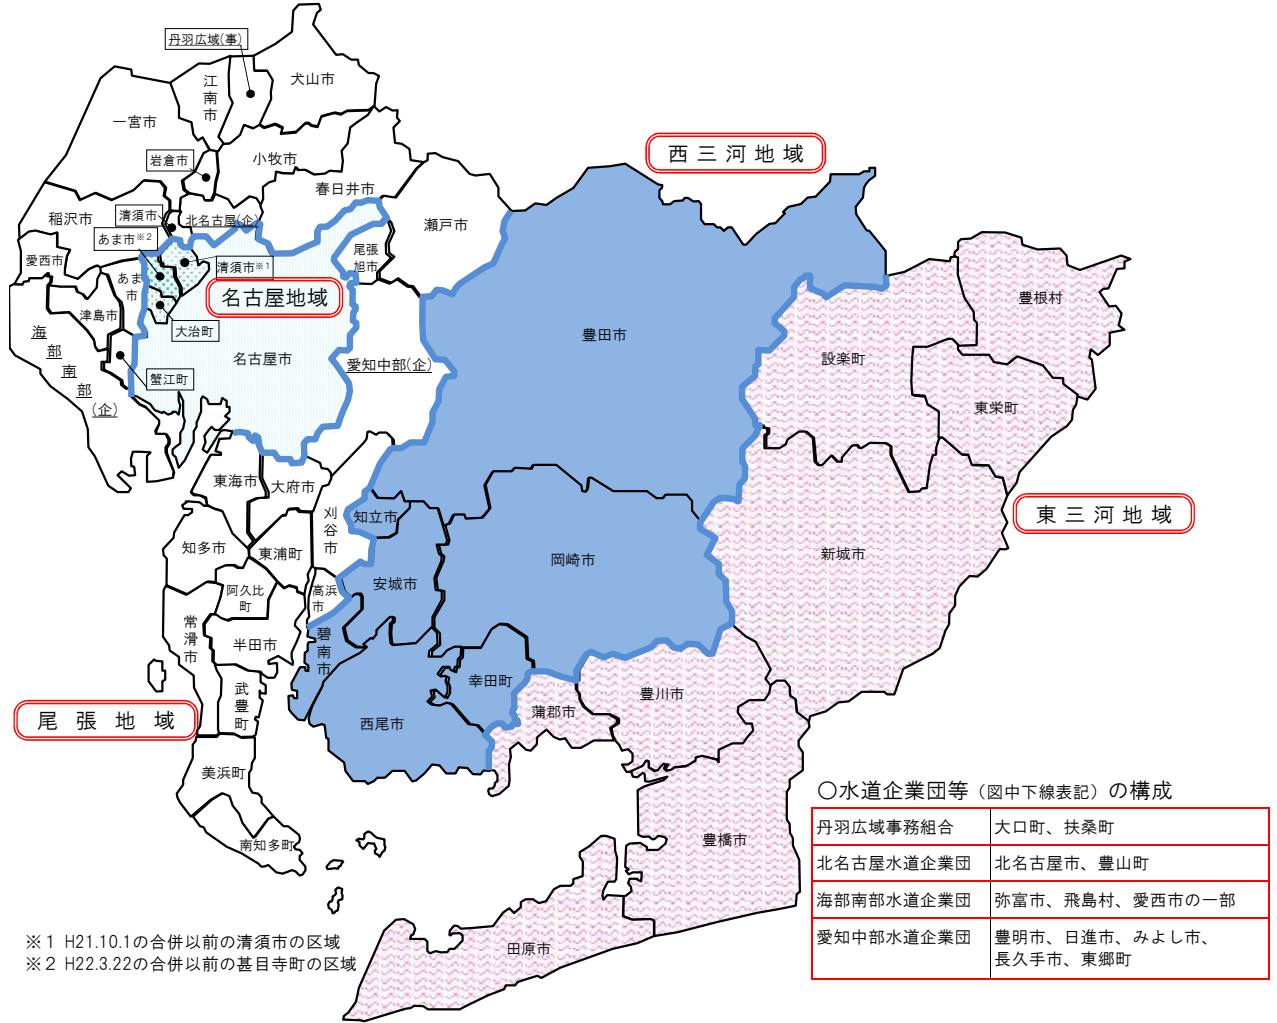 丹羽広域(事)
江南市
犬山市
一宮市
岩倉市
小牧市
春日井市
西三河地域
稲沢市
清須市
北名古屋(企)
瀬戸市
あま市※2
愛西市
清須市※1
尾張旭市
あま市
名古屋地域
津島市
大治町
豊根村
豊田市
設楽町
海部南部(企)
名古屋市
愛知中部(企)
蟹江町
東栄町
東海市
大府市
東三河地域
刈谷市
知立市
知多市
東浦町
岡崎市
新城市
安城市
阿久比町
高浜市
常滑市
半田市
碧南市
武豊町
幸田町
豊川市
尾張地域
西尾市
蒲郡市
美浜町
南知多町
豊橋市
田原市
〇水道企業団等（図中下線表記）の構成
丹羽広域事務組合 大口町、扶桑町
北名古屋水道企業団 北名古屋市、豊山町
海部南部水道企業団 弥富市、飛島村、愛西市の一部
愛知中部水道企業団 豊明市、日進市、みよし市、
長久手市、東郷町
※１ H21.10.1の合併以前の清須市の区域
※２ H22.3.22の合併以前の甚目寺町の区域